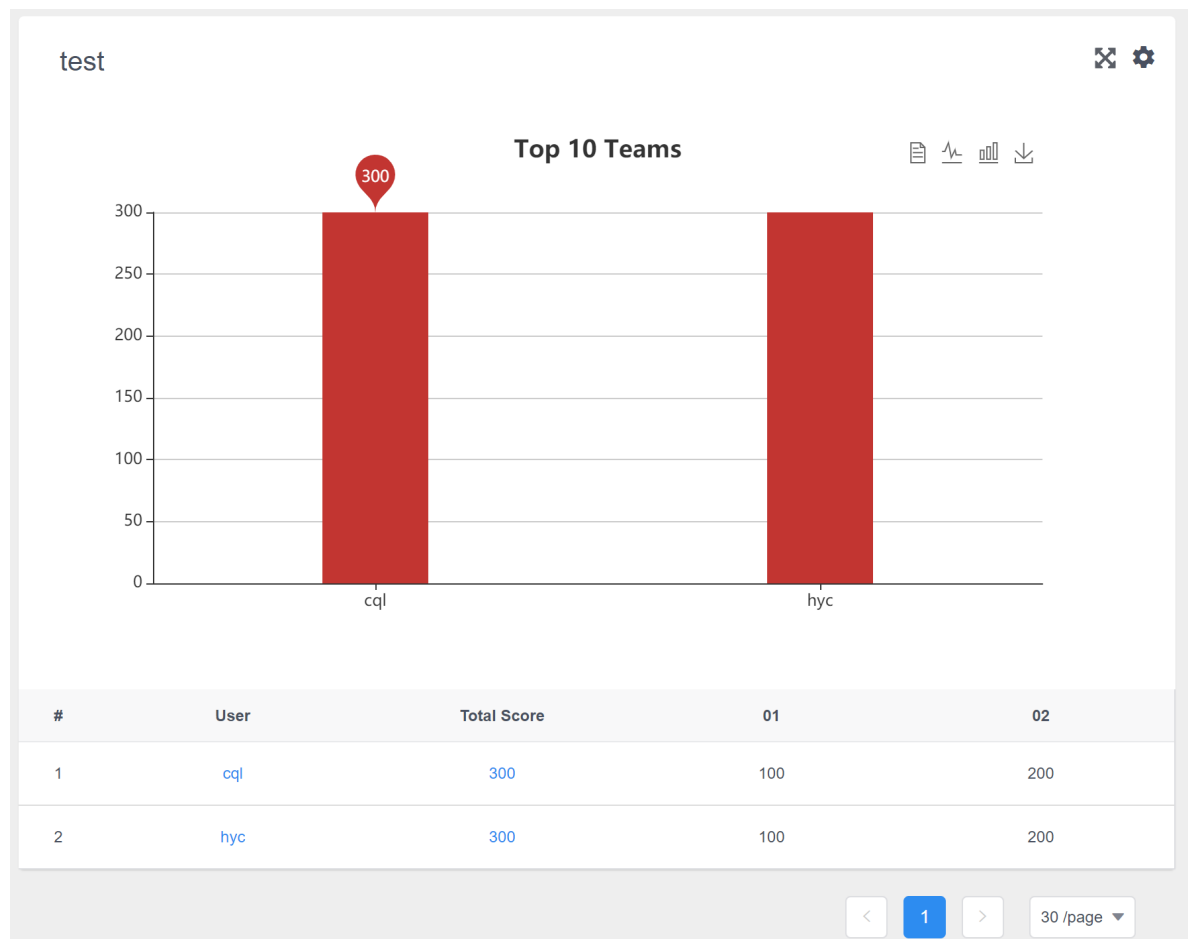 test
Top 10 Teams
300
300
250
200
150
100
50
0
cql hyc
# User Total Score 01 02
1 cql 300 100 200
2 hyc 300 100 200
1 30 /page